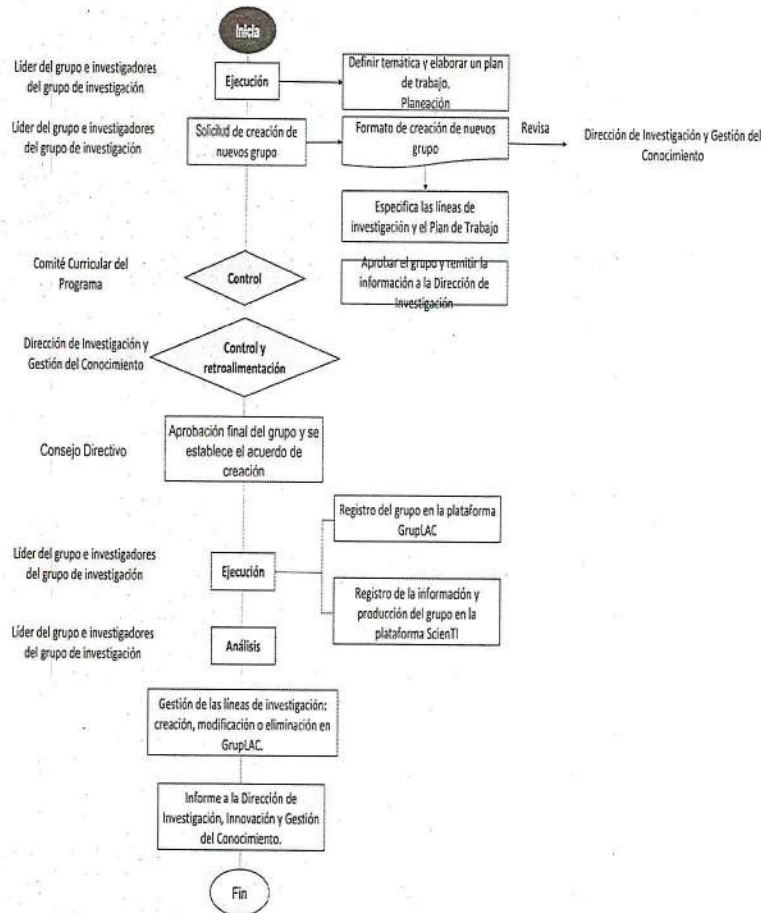 Inicia
Líder del grupo e investigadores
del grupo de investigación
Ejecución
Definir temática y elaborar un plan
de trabajo.
Planeación
Líder del grupo e investigadores
del grupo de investigación
Solicitud de creación de
nuevos grupo
Formato de creación de nuevos
grupo
Revisa
Dirección de Investigación y Gestión del
Conocimiento
Especifica las líneas de
investigación y el Plan de Trabajo
Comité Curricular del
Programa
Control
Aprobar el grupo y remitir la
información a la Dirección de
Investigación
Dirección de Investigación y
Gestión del Conocimiento
Control y
retroalimentación
Consejo Directivo
Aprobación final del grupo y se
establece el acuerdo de
creación
Registro del grupo en la plataforma
GrupLAC
Líder del grupo e investigadores
del grupo de investigación
Ejecución
Registro de la información y
producción del grupo en la
plataforma ScienTI
Líder del grupo e investigadores
del grupo de investigación
Análisis
Gestión de las líneas de investigación:
creación, modificación o eliminación en
GrupLAC.
Informe a la Dirección de
Investigación, Innovación y Gestión
del Conocimiento.
Fin